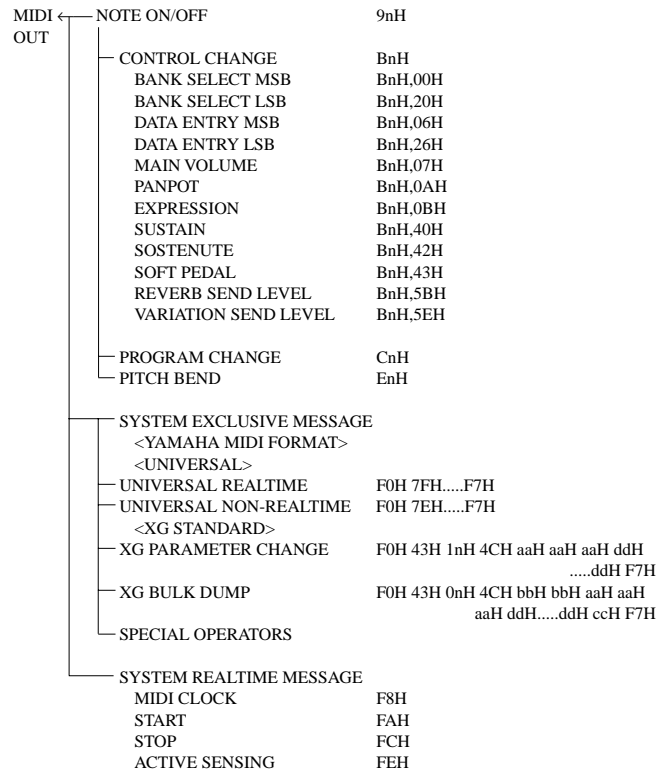 MIDI ← NOTE ON/OFF 9nH
OUT
CONTROL CHANGE BnH
BANK SELECT MSB BnH,00H
BANK SELECT LSB BnH,20H
DATA ENTRY MSB BnH,06H
DATA ENTRY LSB BnH,26H
MAIN VOLUME BnH,07H
PANPOT BnH,0AH
EXPRESSION BnH,0BH
SUSTAIN BnH,40H
SOSTENUTE BnH,42H
SOFT PEDAL BnH,43H
REVERB SEND LEVEL BnH,5BH
VARIATION SEND LEVEL BnH,5EH
PROGRAM CHANGE CnH
PITCH BEND EnH
SYSTEM EXCLUSIVE MESSAGE
<YAMAHA MIDI FORMAT>
<UNIVERSAL>
UNIVERSAL REALTIME F0H 7FH.....F7H
UNIVERSAL NON-REALTIME F0H 7EH.....F7H
<XG STANDARD>
XG PARAMETER CHANGE F0H 43H 1nH 4CH aaH aaH aaH ddH
.....ddH F7H
XG BULK DUMP F0H 43H 0nH 4CH bbH bbH aaH aaH
aaH ddH.....ddH ccH F7H
SPECIAL OPERATORS
SYSTEM REALTIME MESSAGE
MIDI CLOCK F8H
START FAH
STOP FCH
ACTIVE SENSING FEH